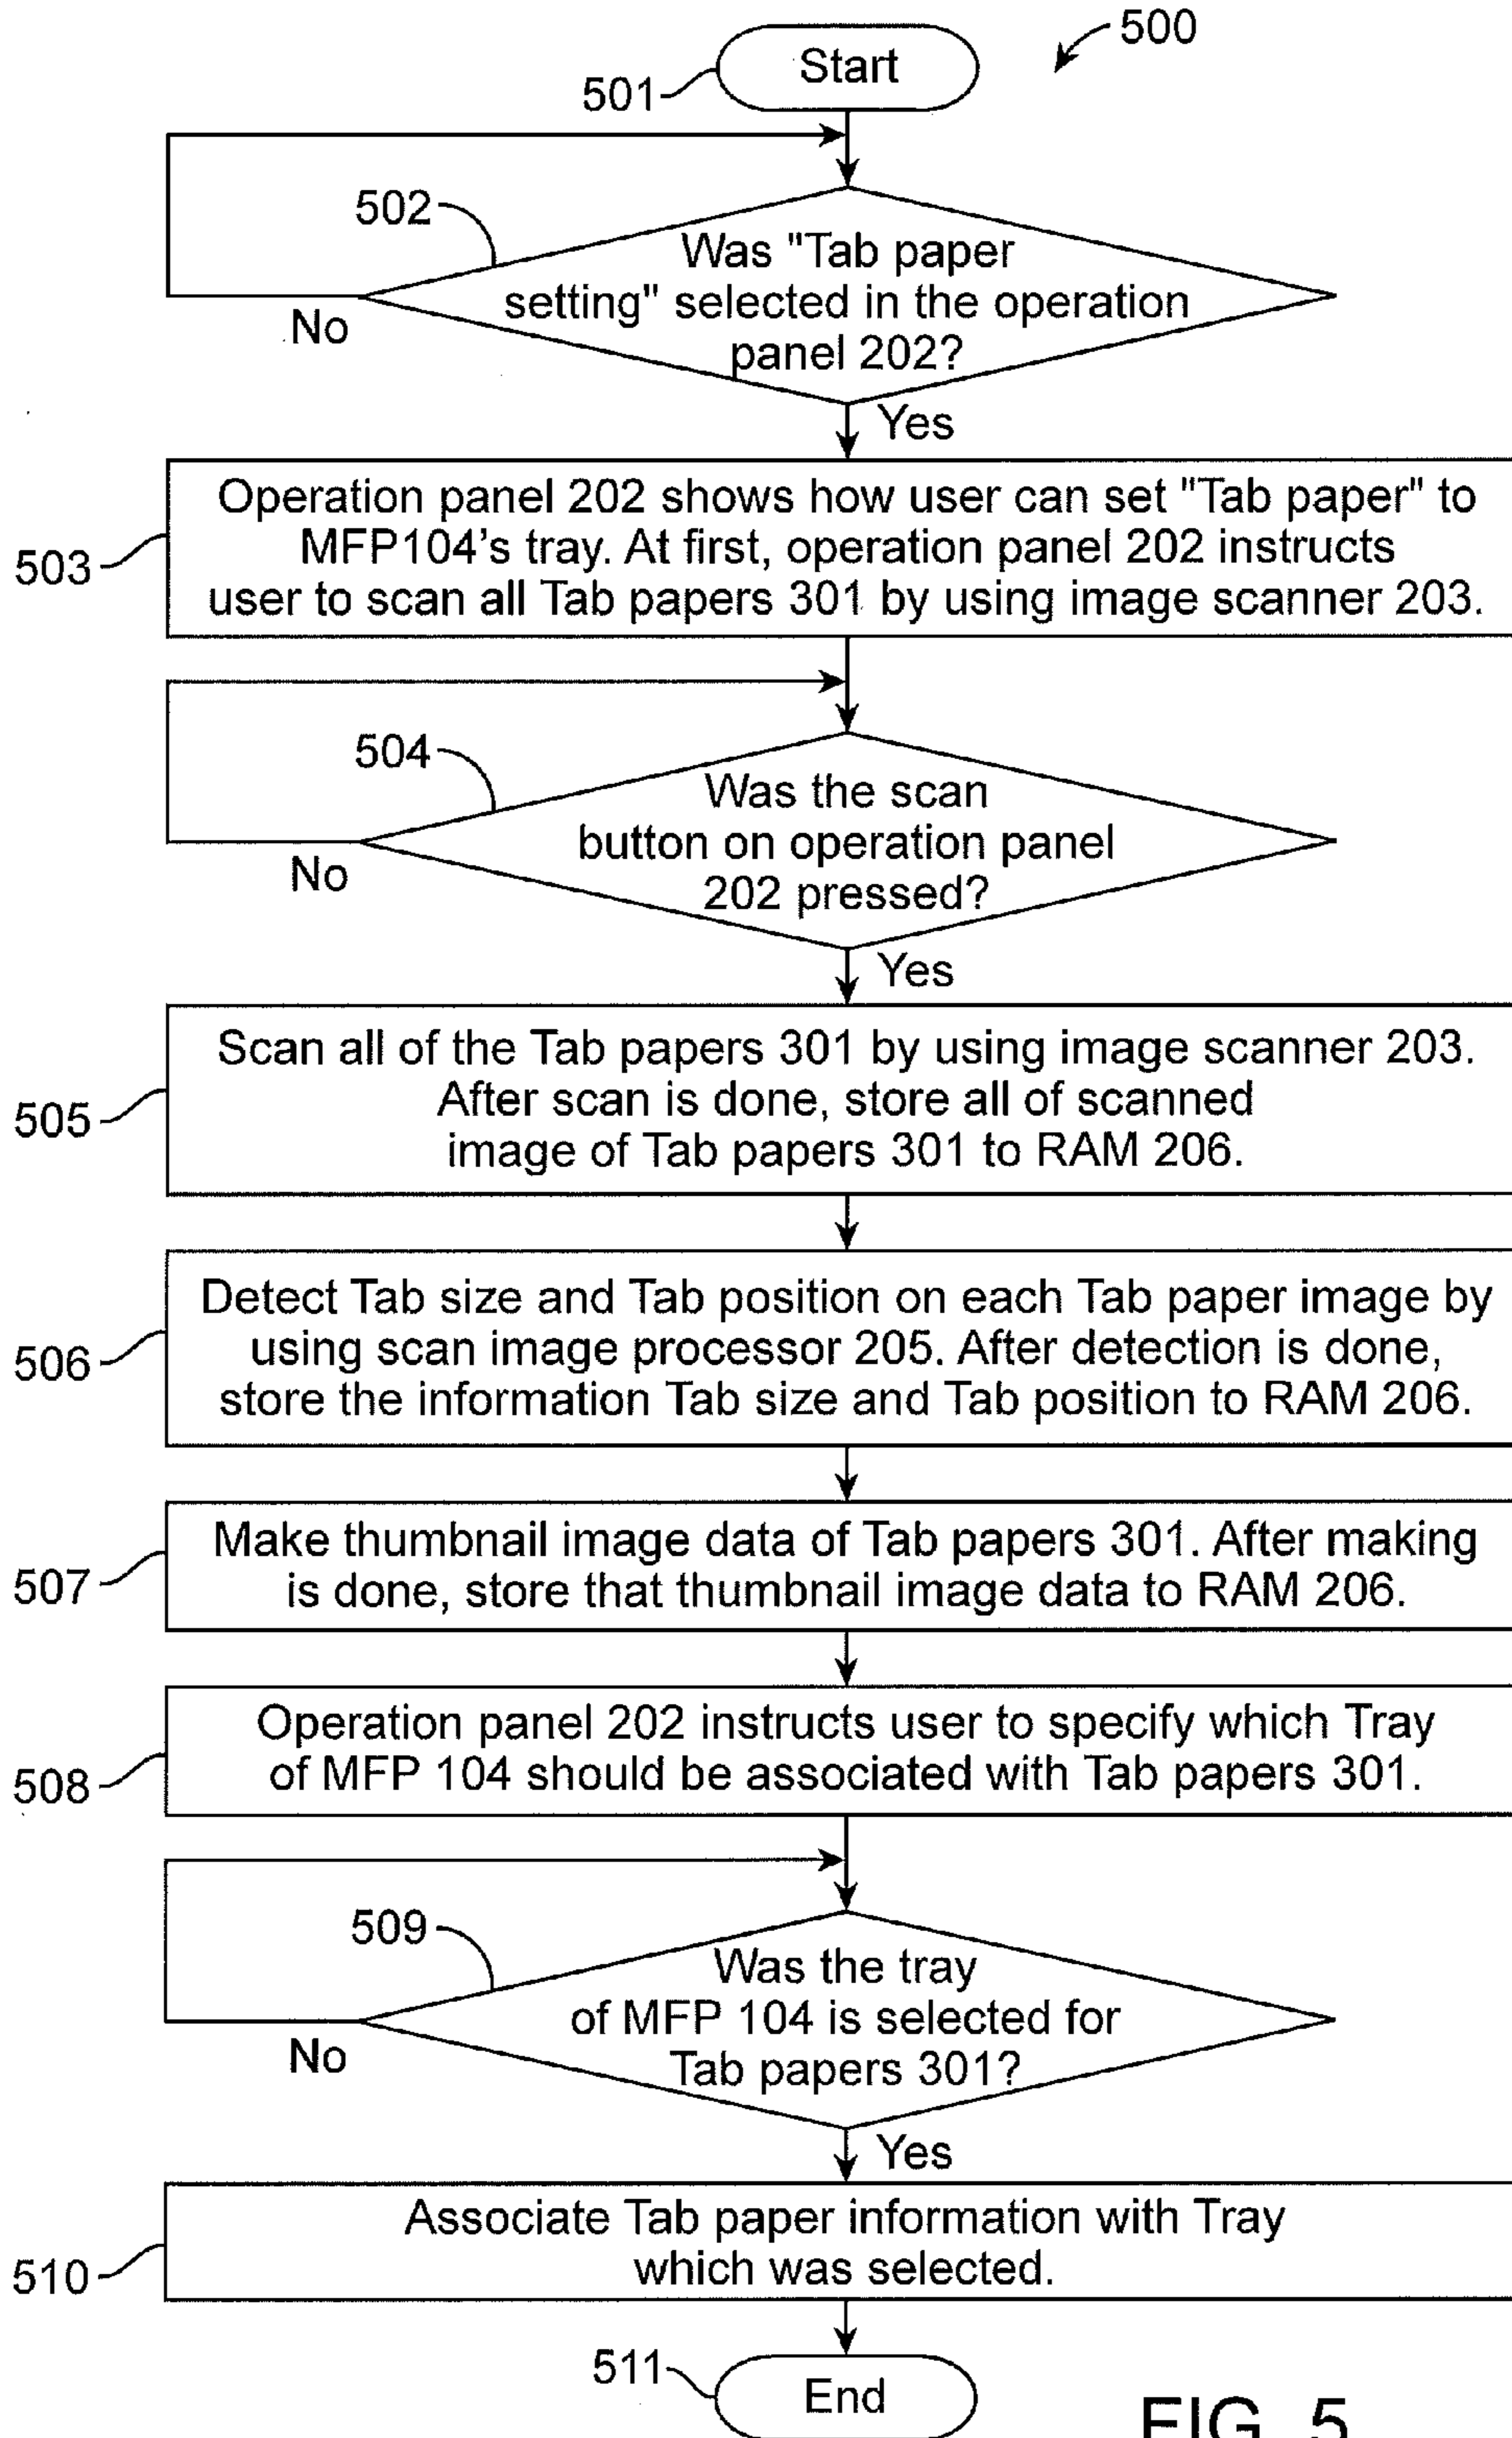 500
Start
501
502
Was "Tab paper
setting" selected in the operation
panel 202?
No
Yes
503
Operation panel 202 shows how user can set "Tab paper" to
MFP104's tray. At first, operation panel 202 instructs
user to scan all Tab papers 301 by using image scanner 203.
504
Was the scan
button on operation panel
202 pressed?
No
Yes
505
Scan all of the Tab papers 301 by using image scanner 203.
After scan is done, store all of scanned
image of Tab papers 301 to RAM 206.
506
Detect Tab size and Tab position on each Tab paper image by
using scan image processor 205. After detection is done,
store the information Tab size and Tab position to RAM 206.
507
Make thumbnail image data of Tab papers 301. After making
is done, store that thumbnail image data to RAM 206.
508
Operation panel 202 instructs user to specify which Tray
of MFP 104 should be associated with Tab papers 301.
509
Was the tray
of MFP 104 is selected for
Tab papers 301?
No
Yes
510
Associate Tab paper information with Tray
which was selected.
511
End
FIG. 5